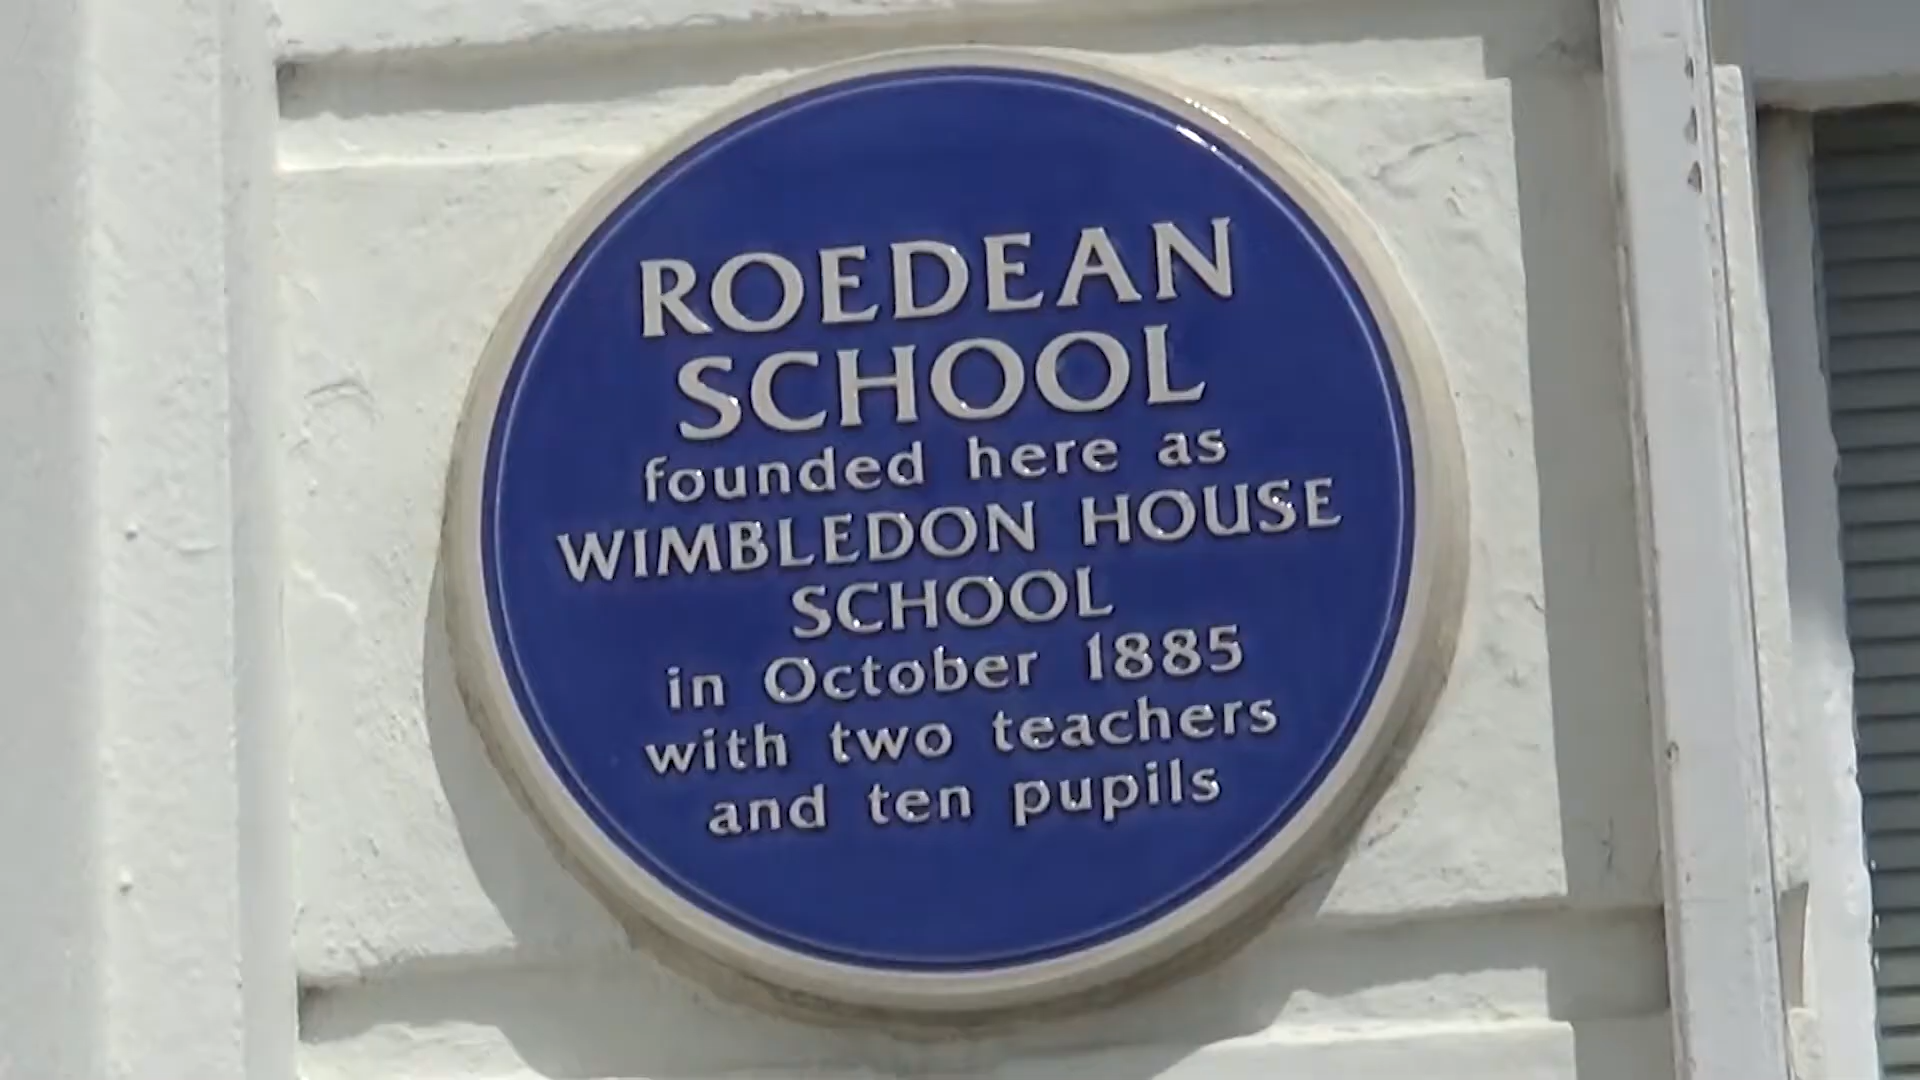 ROEDEAN
SCHOOL
founded here as
WIMBLEDON HOUSE
SCHOOL
in October 1885
with two teachers
and ten pupils